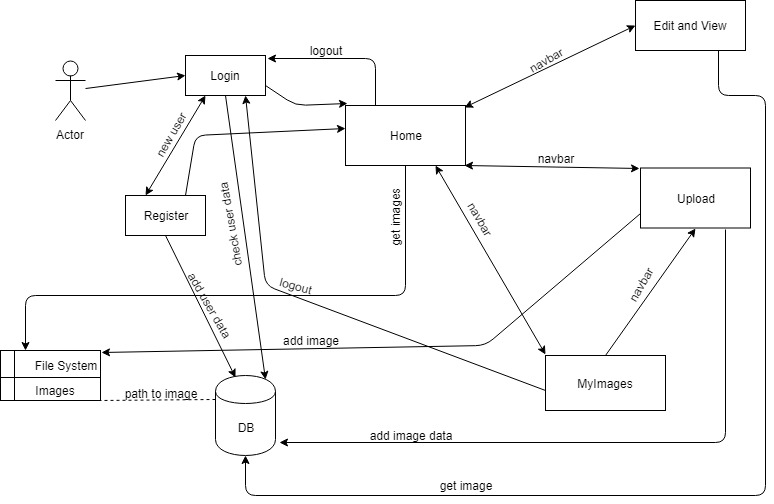 Edit and View
logout
navbar
Login
Actor
Home
new user
navbar
Upload
Register
check user data
get images
navbar
navbar
add user data
logout
add image
File System
Images
path to image
MyImages
DB
add image data
get image